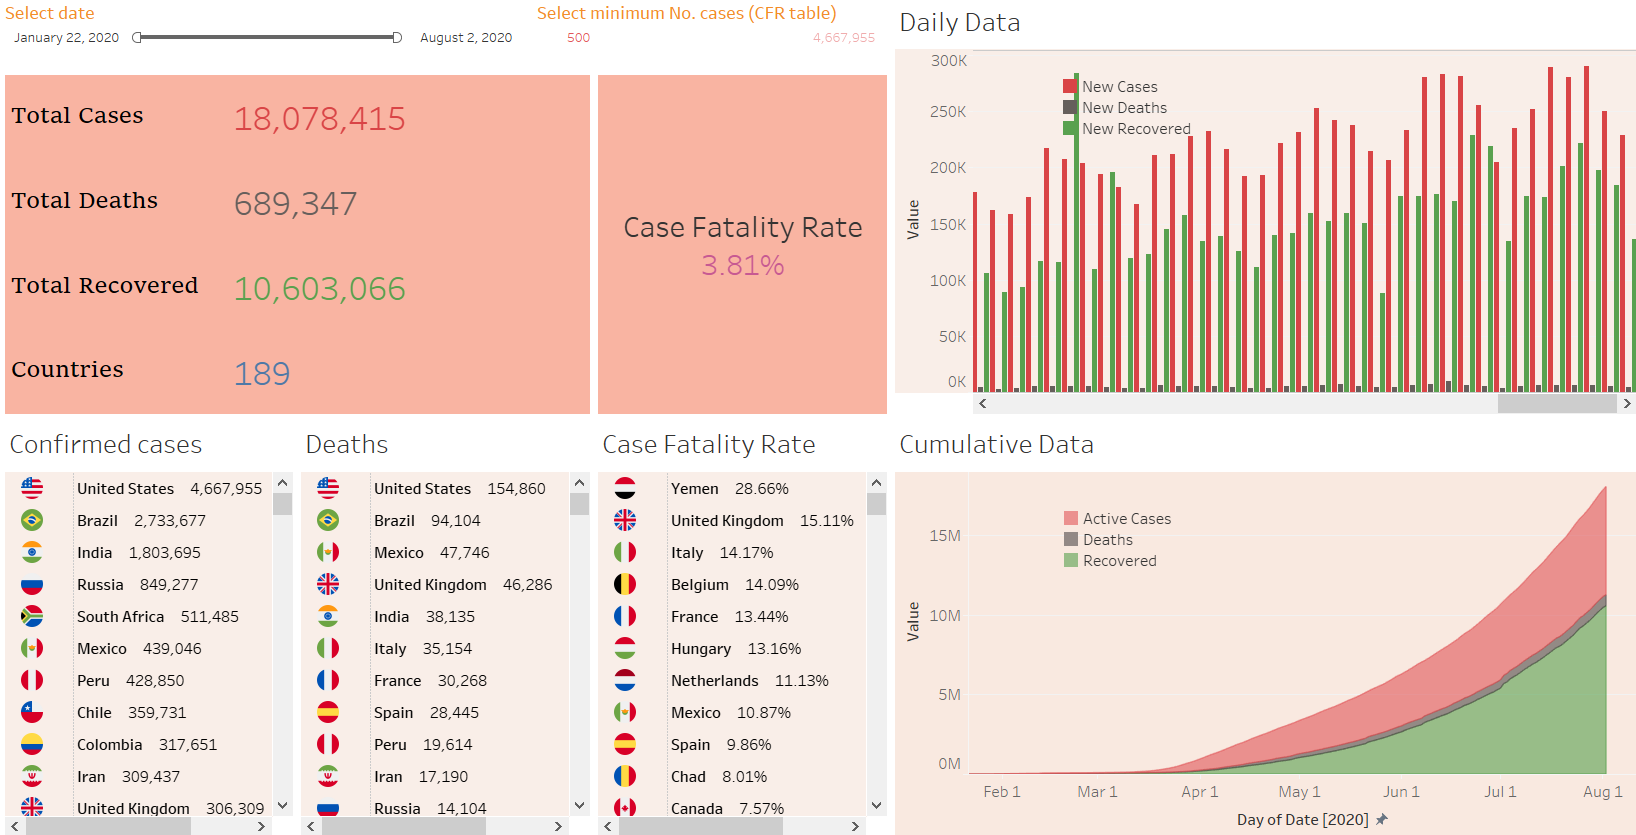 Select date
January 22, 2020 August 2, 2020
Select minimum No. cases (CFR table)
500 4,667,955
Total Cases 18,078,415
Total Deaths 689,347
Total Recovered 10,603,066
Countries 189
Case Fatality Rate
3.81%
Daily Data
300K
250K
200K
150K
100K
50K
0K
Value
New Cases
New Deaths
New Recovered
Confirmed cases
United States 4,667,955
Brazil 2,733,677
India 1,803,695
Russia 849,277
South Africa 511,485
Mexico 439,046
Peru 428,850
Chile 359,731
Colombia 317,651
Iran 309,437
United Kingdom 306,309
Deaths
United States 154,860
Brazil 94,104
Mexico 47,746
United Kingdom 46,286
India 38,135
Italy 35,154
France 30,268
Spain 28,445
Peru 19,614
Iran 17,190
Russia 14,104
Case Fatality Rate
Yemen 28.66%
United Kingdom 15.11%
Italy 14.17%
Belgium 14.09%
France 13.44%
Hungary 13.16%
Netherlands 11.13%
Mexico 10.87%
Spain 9.86%
Chad 8.01%
Canada 7.57%
Cumulative Data
Active Cases
Deaths
Recovered
15M
10M
5M
0M
Value
Feb 1 Mar 1 Apr 1 May 1 Jun 1 Jul 1 Aug 1
Day of Date [2020]